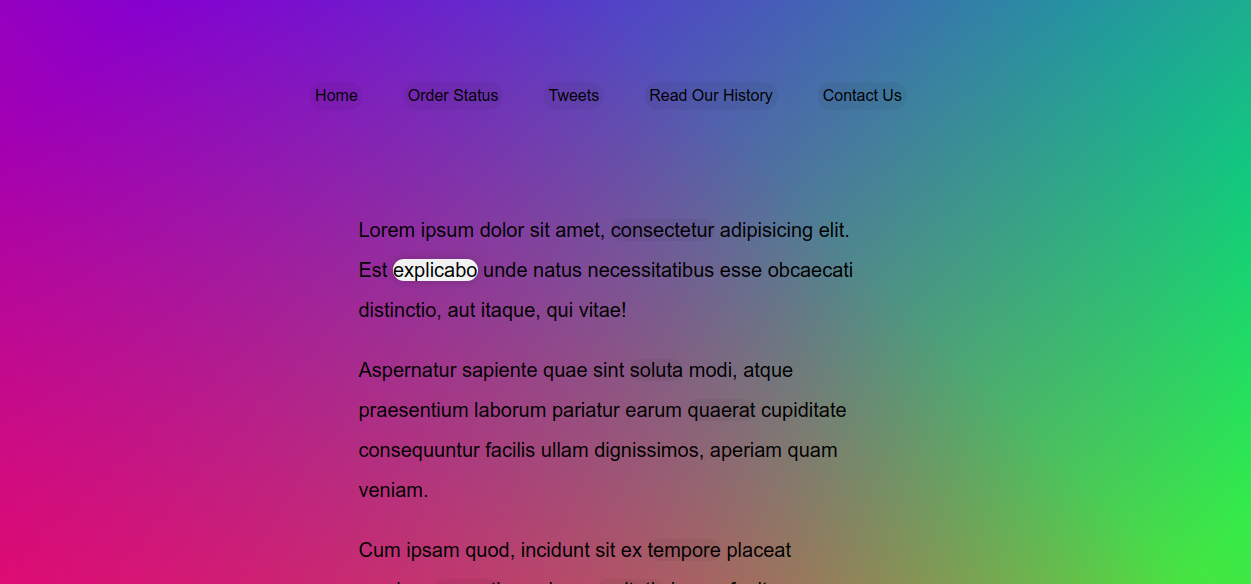 Home Order Status Tweets Read Our History Contact Us
Lorem ipsum dolor sit amet, consectetur adipisicing elit.
Est explicabo unde natus necessitatibus esse obcaecati
distinctio, aut itaque, qui vitae!
Aspernatur sapiente quae sint soluta modi, atque
praesentium laborum pariatur earum quaerat cupiditate
consequuntur facilis ullam dignissimos, aperiam quam
veniam.
Cum ipsam quod, incidunt sit ex tempore placeat